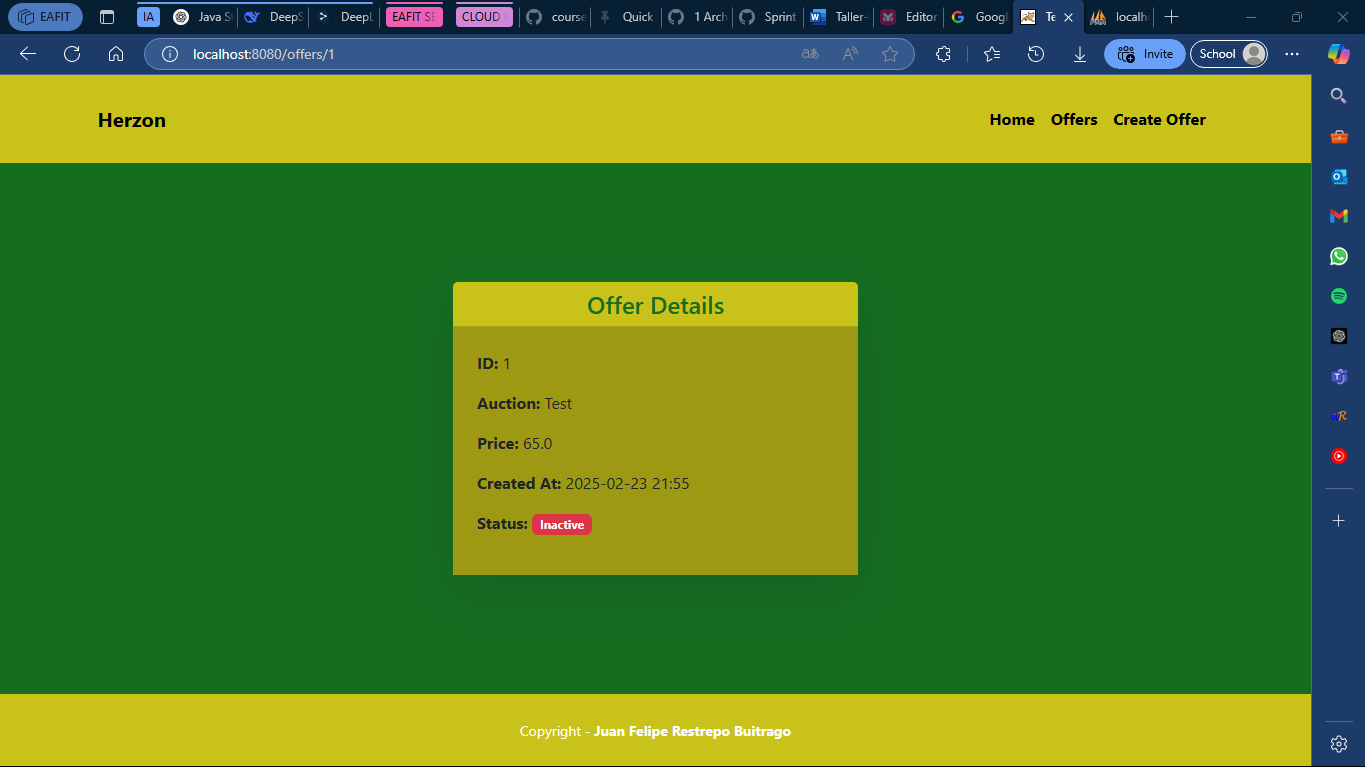 EAFIT IA Java St DeepS DeepL EAFIT SE CLOUD course Quick 1 Arch Sprint Taller- Editor Googl Te localh
localhost:8080/offers/1 Invite School
Herzon Home Offers Create Offer
Offer Details
ID: 1
Auction: Test
Price: 65.0
Created At: 2025-02-23 21:55
Status: Inactive
Copyright - Juan Felipe Restrepo Buitrago